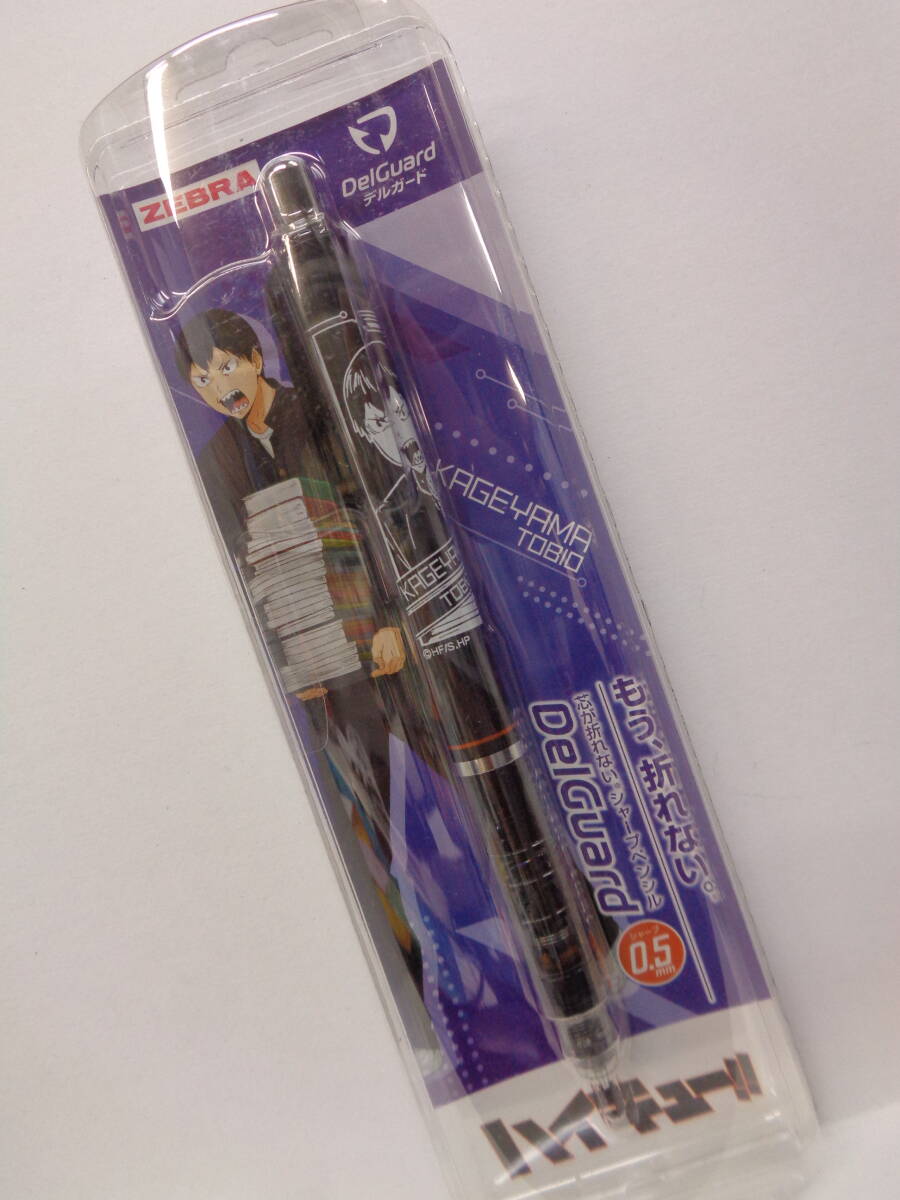 ZEBRA
DelGuard
デルガード
KAGEYAMA
TOBIO
KAGEYA
TOBI
©HF/S,HP
もう、折れない。
芯が折れない。シャープペンシル
DelGuard
シャープ
0.5
mm
ハイキュー!!